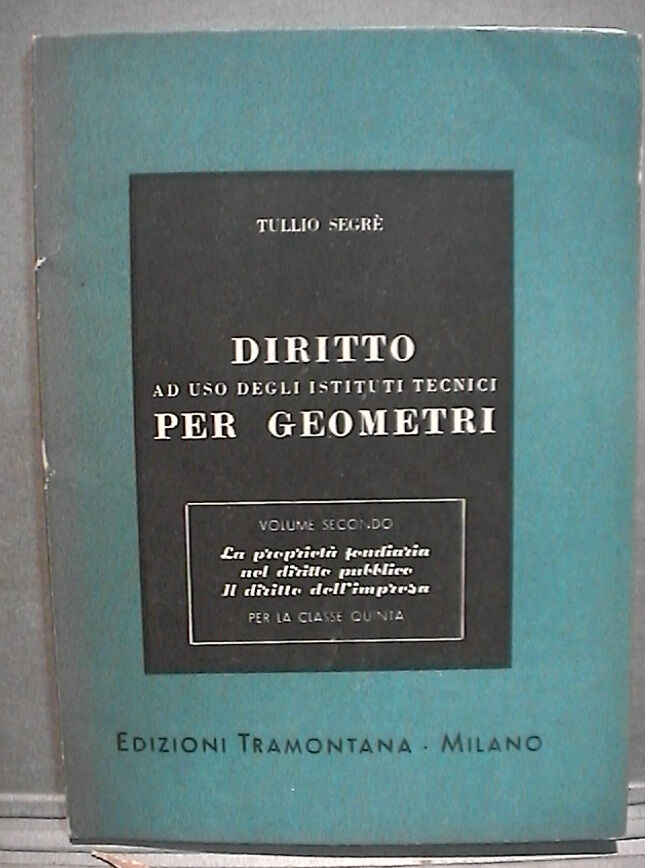 TULLIO SEGRÈ
DIRITTO
AD USO DEGLI ISTITUTI TECNICI
PER GEOMETRI
VOLUME SECONDO
La proprietà fondiaria
nel diritto pubblico
Il diritto dell'impresa
PER LA CLASSE QUINTA
EDIZIONI TRAMONTANA - MILANO